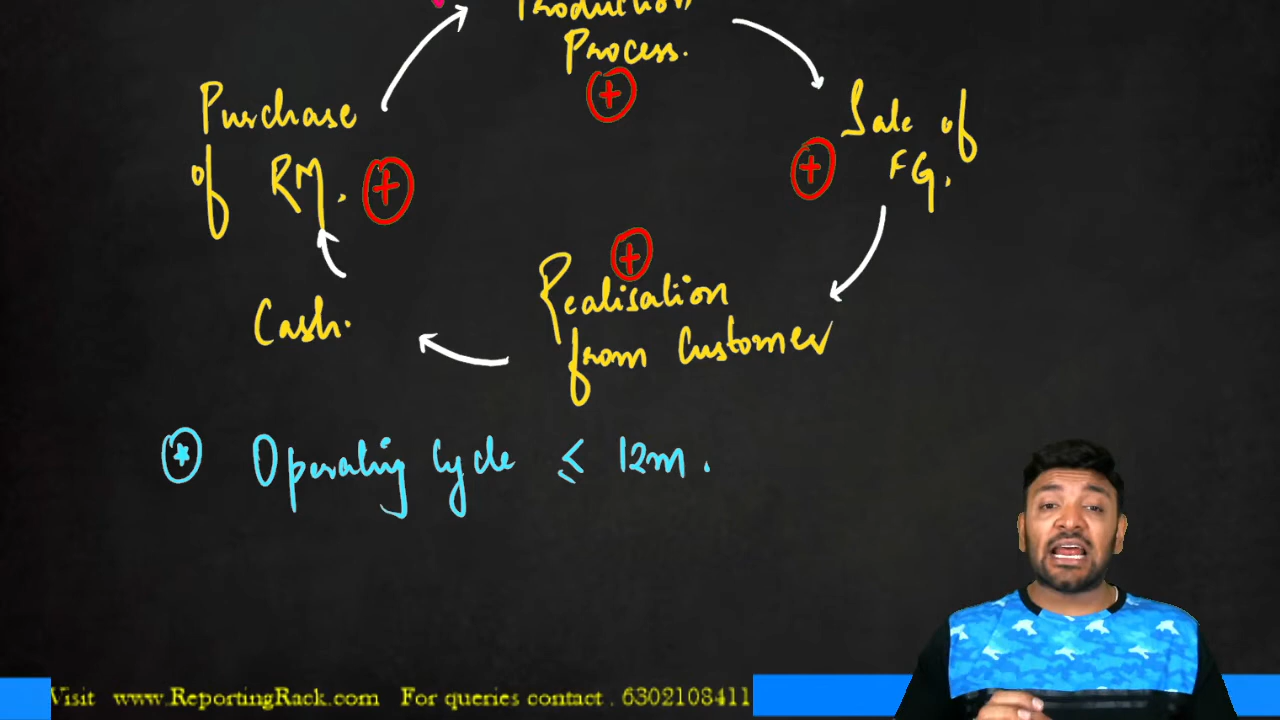 Production
Process.
+
Purchase
of RM.
+
Sale of
FG.
+
+
Realisation
from Customer
Cash.
* Operating Cycle ≤ 12m.
Visit www.ReportingRack.com For queries contact . 6302108411